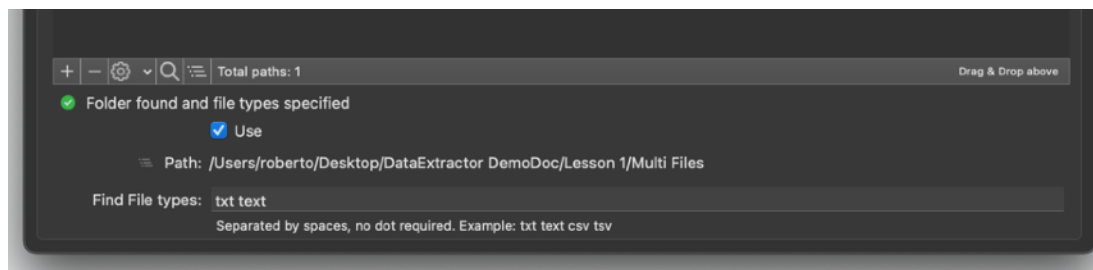 Total paths: 1 Drag & Drop above
Folder found and file types specified
Use
Path: /Users/roberto/Desktop/DataExtractor DemoDoc/Lesson 1/Multi Files
Find File types: txt text
Separated by spaces, no dot required. Example: txt text csv tsv